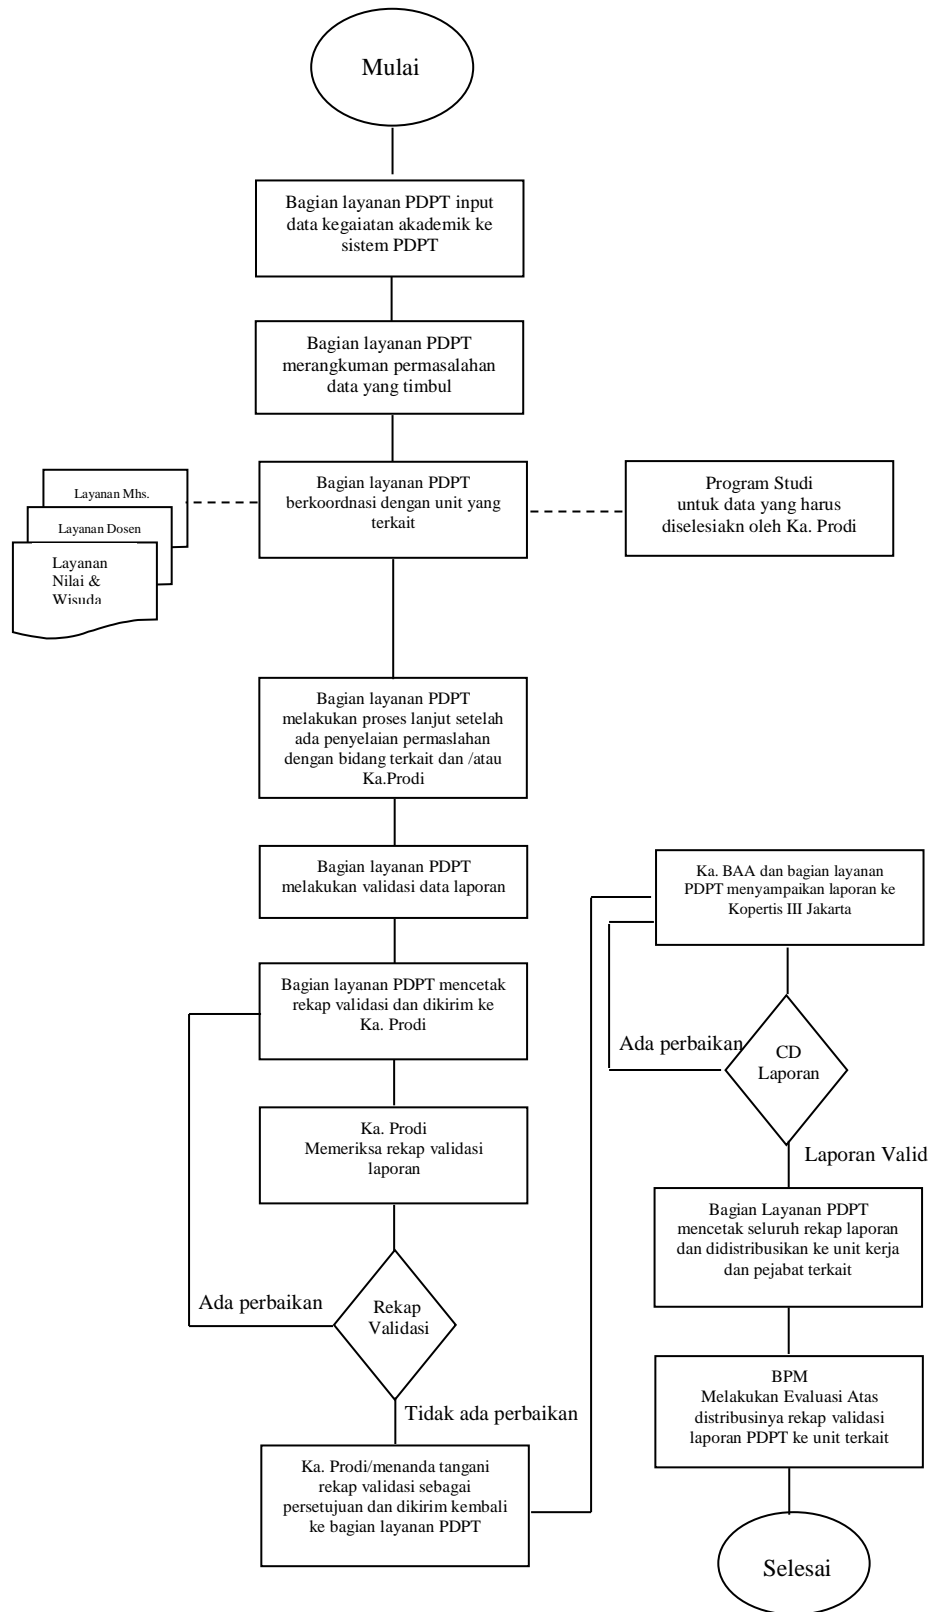 Mulai
Bagian layanan PDPT input
data kegaiatan akademik ke
sistem PDPT
Bagian layanan PDPT
merangkuman permasalahan
data yang timbul
Layanan Mhs.
Layanan Dosen
Layanan
Nilai &
Wisuda
Bagian layanan PDPT
berkoordnasi dengan unit yang
terkait
Program Studi
untuk data yang harus
diselesiakn oleh Ka. Prodi
Bagian layanan PDPT
melakukan proses lanjut setelah
ada penyelaian permaslahan
dengan bidang terkait dan /atau
Ka.Prodi
Bagian layanan PDPT
melakukan validasi data laporan
Bagian layanan PDPT mencetak
rekap validasi dan dikirim ke
Ka. Prodi
Ka. Prodi
Memeriksa rekap validasi
laporan
Ada perbaikan
Rekap
Validasi
Tidak ada perbaikan
Ka. Prodi/menanda tangani
rekap validasi sebagai
persetujuan dan dikirim kembali
ke bagian layanan PDPT
Ka. BAA dan bagian layanan
PDPT menyampaikan laporan ke
Kopertis III Jakarta
Ada perbaikan
CD
Laporan
Laporan Valid
Bagian Layanan PDPT
mencetak seluruh rekap laporan
dan didistribusikan ke unit kerja
dan pejabat terkait
BPM
Melakukan Evaluasi Atas
distribusinya rekap validasi
laporan PDPT ke unit terkait
Selesai